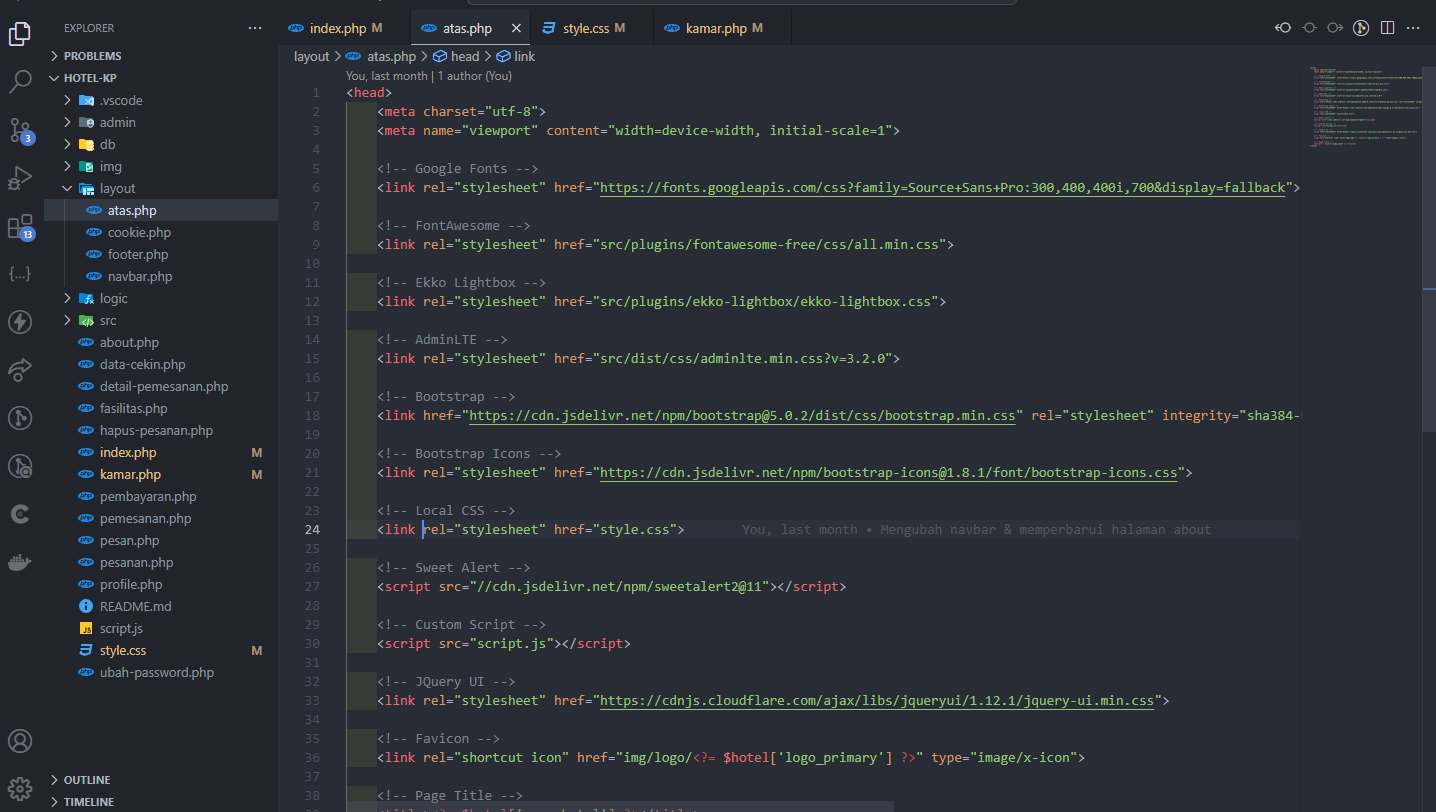 EXPLORER
PROBLEMS
HOTEL-KP
.vscode
admin
db
img
layout
atas.php
cookie.php
footer.php
navbar.php
logic
src
about.php
data-cekin.php
detail-pemesanan.php
fasilitas.php
hapus-pesanan.php
index.php M
kamar.php M
pembayaran.php
pemesanan.php
pesan.php
pesanan.php
profile.php
README.md
script.js
style.css M
ubah-password.php
OUTLINE
TIMELINE
3
13
index.php M
atas.php
style.css M
kamar.php M
layout > atas.php > head > link
You, last month | 1 author (You)
1 <head>
2 <meta charset="utf-8">
3 <meta name="viewport" content="width=device-width, initial-scale=1">
4
5 <!-- Google Fonts -->
6 <link rel="stylesheet" href="https://fonts.googleapis.com/css?family=Source+Sans+Pro:300,400,400i,700&display=fallback">
7
8 <!-- FontAwesome -->
9 <link rel="stylesheet" href="src/plugins/fontawesome-free/css/all.min.css">
10
11 <!-- Ekko Lightbox -->
12 <link rel="stylesheet" href="src/plugins/ekko-lightbox/ekko-lightbox.css">
13
14 <!-- AdminLTE -->
15 <link rel="stylesheet" href="src/dist/css/adminlte.min.css?v=3.2.0">
16
17 <!-- Bootstrap -->
18 <link href="https://cdn.jsdelivr.net/npm/bootstrap@5.0.2/dist/css/bootstrap.min.css" rel="stylesheet" integrity="sha384-
19
20 <!-- Bootstrap Icons -->
21 <link rel="stylesheet" href="https://cdn.jsdelivr.net/npm/bootstrap-icons@1.8.1/font/bootstrap-icons.css">
22
23 <!-- Local CSS -->
24 <link rel="stylesheet" href="style.css"> You, last month • Mengubah navbar & memperbarui halaman about
25
26 <!-- Sweet Alert -->
27 <script src="//cdn.jsdelivr.net/npm/sweetalert2@11"></script>
28
29 <!-- Custom Script -->
30 <script src="script.js"></script>
31
32 <!-- JQuery UI -->
33 <link rel="stylesheet" href="https://cdnjs.cloudflare.com/ajax/libs/jqueryui/1.12.1/jquery-ui.min.css">
34
35 <!-- Favicon -->
36 <link rel="shortcut icon" href="img/logo/<?= $hotel['logo_primary'] ?>" type="image/x-icon">
37
38 <!-- Page Title -->